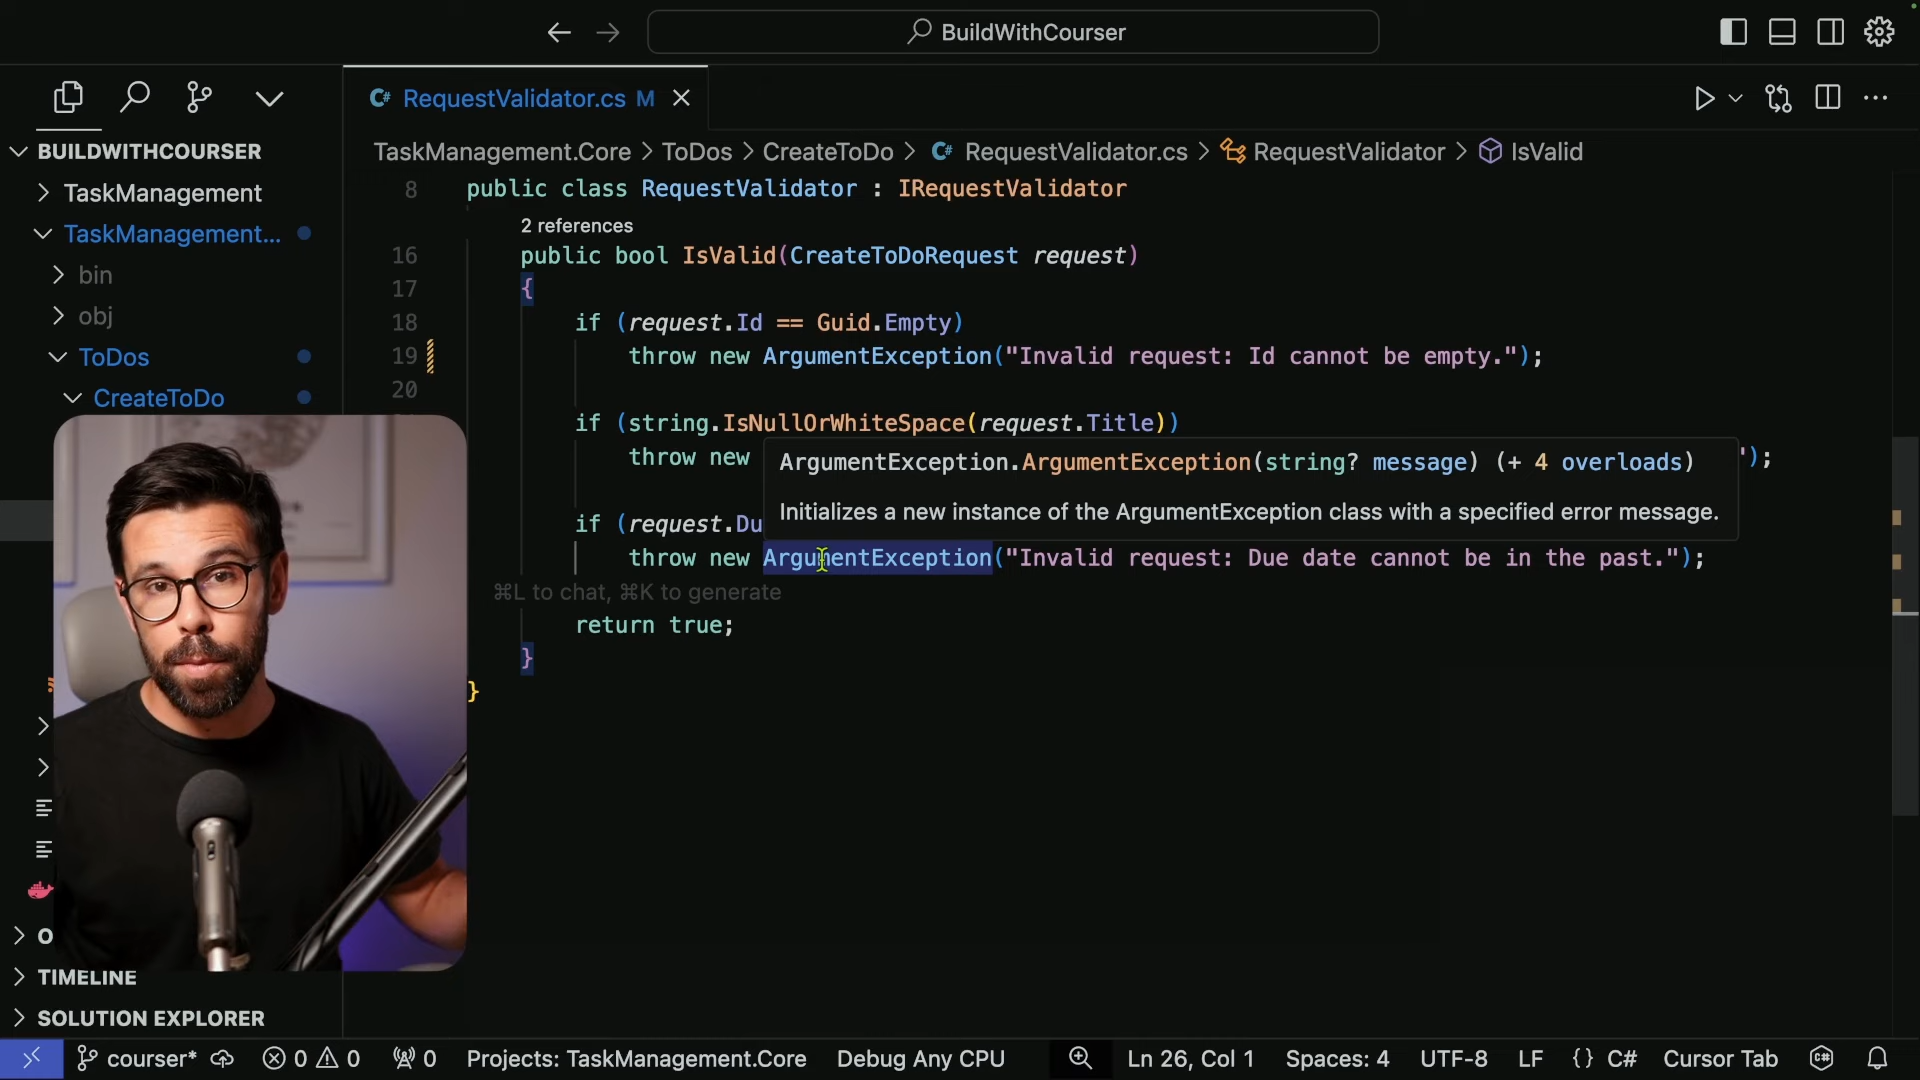 BuildWithCourser
RequestValidator.cs M
BUILDWITHCOURSER
TaskManagement
TaskManagement...
bin
obj
ToDos
CreateToDo
O
TIMELINE
SOLUTION EXPLORER
TaskManagement.Core > ToDos > CreateToDo > RequestValidator.cs > RequestValidator > IsValid
8 public class RequestValidator : IRequestValidator
2 references
16 public bool IsValid(CreateToDoRequest request)
17 {
18 if (request.Id == Guid.Empty)
19 throw new ArgumentException("Invalid request: Id cannot be empty.");
20
if (string.IsNullOrWhiteSpace(request.Title))
throw new ");
ArgumentException.ArgumentException(string? message) (+ 4 overloads)
Initializes a new instance of the ArgumentException class with a specified error message.
if (request.Du
throw new ArgumentException("Invalid request: Due date cannot be in the past.");
⌘L to chat, ⌘K to generate
return true;
}
}
courser* 0 0 0 Projects: TaskManagement.Core Debug Any CPU Ln 26, Col 1 Spaces: 4 UTF-8 LF {} C# Cursor Tab